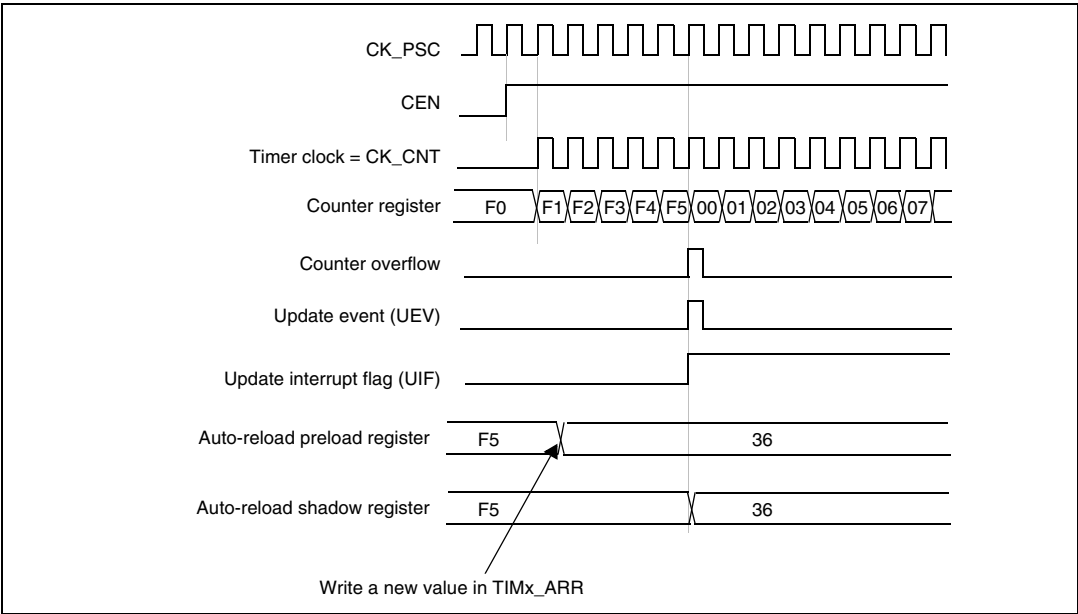 CK_PSC
CEN
Timer clock = CK_CNT
Counter register F0 F1 F2 F3 F4 F5 00 01 02 03 04 05 06 07
Counter overflow
Update event (UEV)
Update interrupt flag (UIF)
Auto-reload preload register F5 36
Auto-reload shadow register F5 36
Write a new value in TIMx_ARR